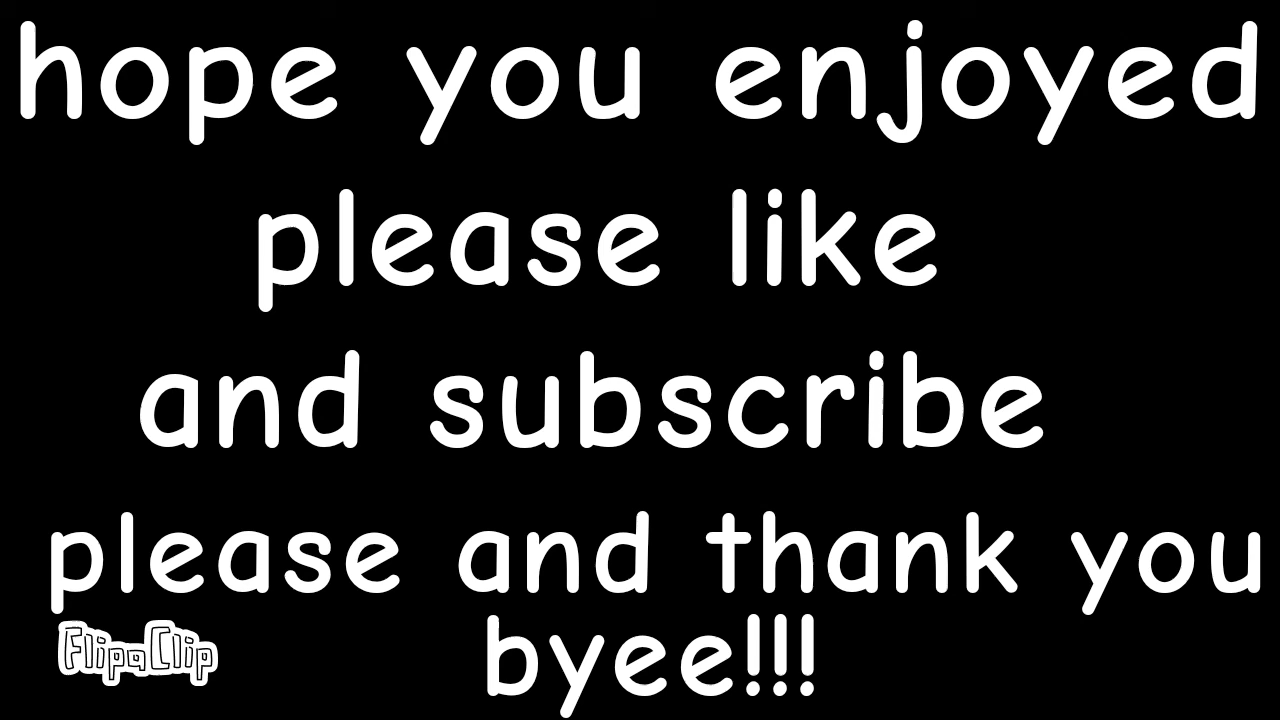 hope you enjoyed
please like
and subscribe
please and thank you
byee!!!
FlipaClip